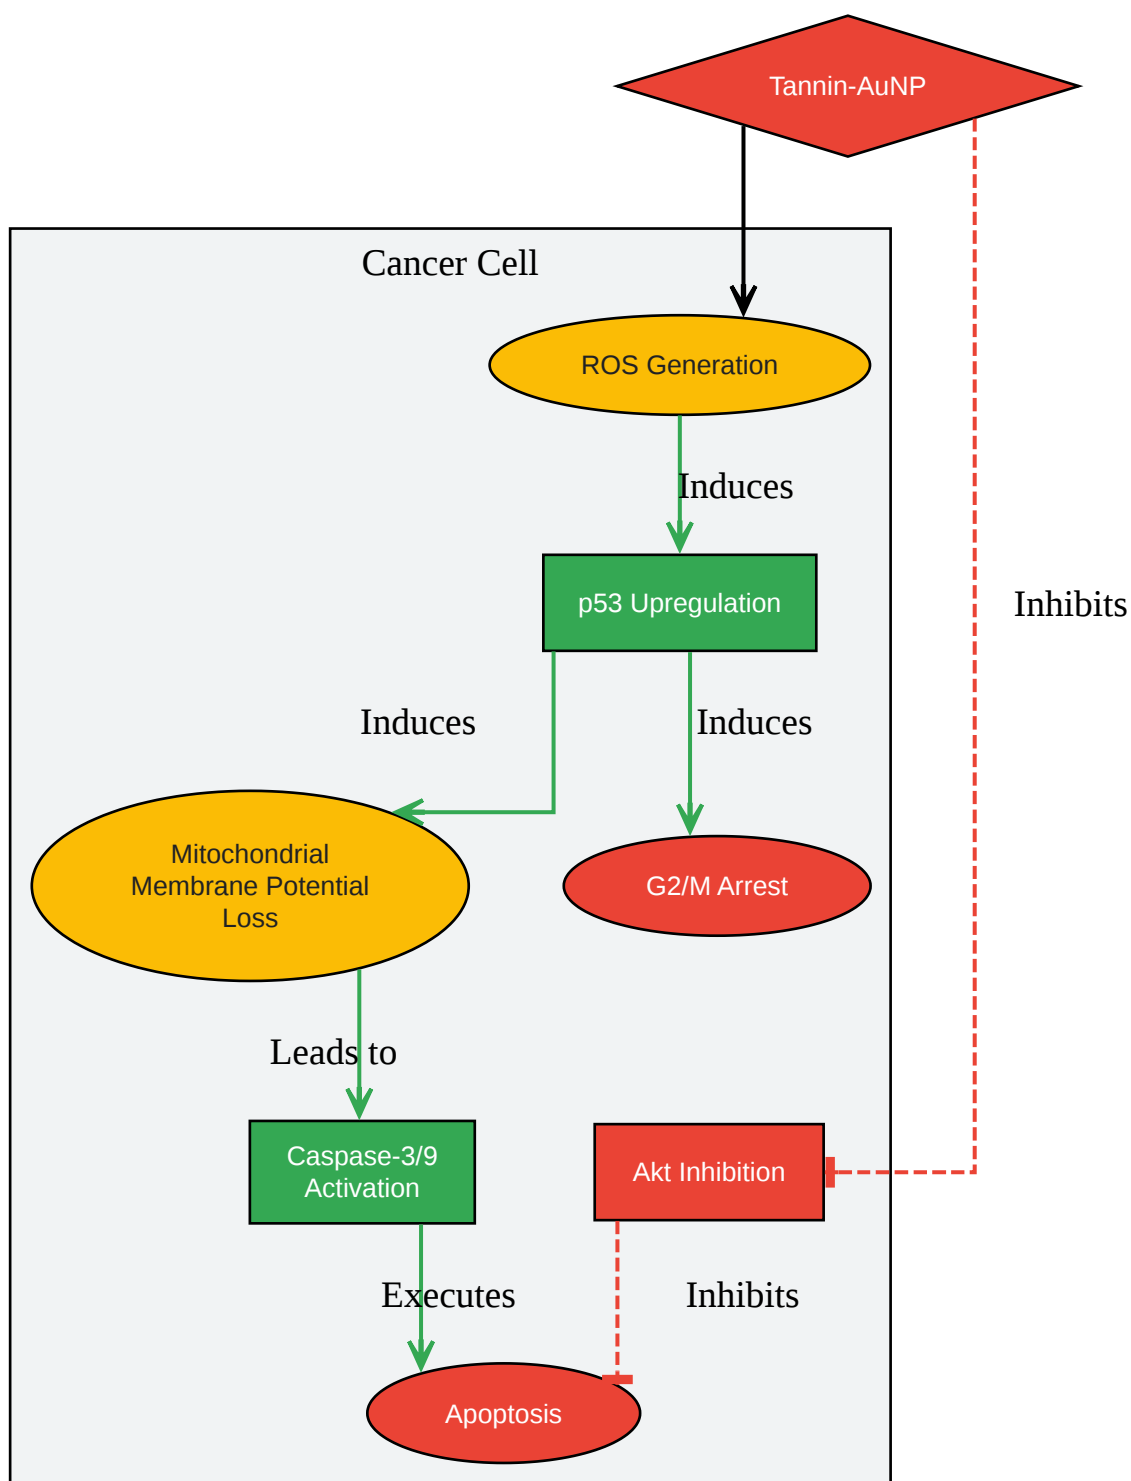 Tannin-AuNP
Cancer Cell
ROS Generation
Induces
p53 Upregulation
Inhibits
Induces
Induces
Mitochondrial
Membrane Potential
Loss
G2/M Arrest
Leads to
Caspase-3/9
Activation
Akt Inhibition
Executes
Inhibits
Apoptosis